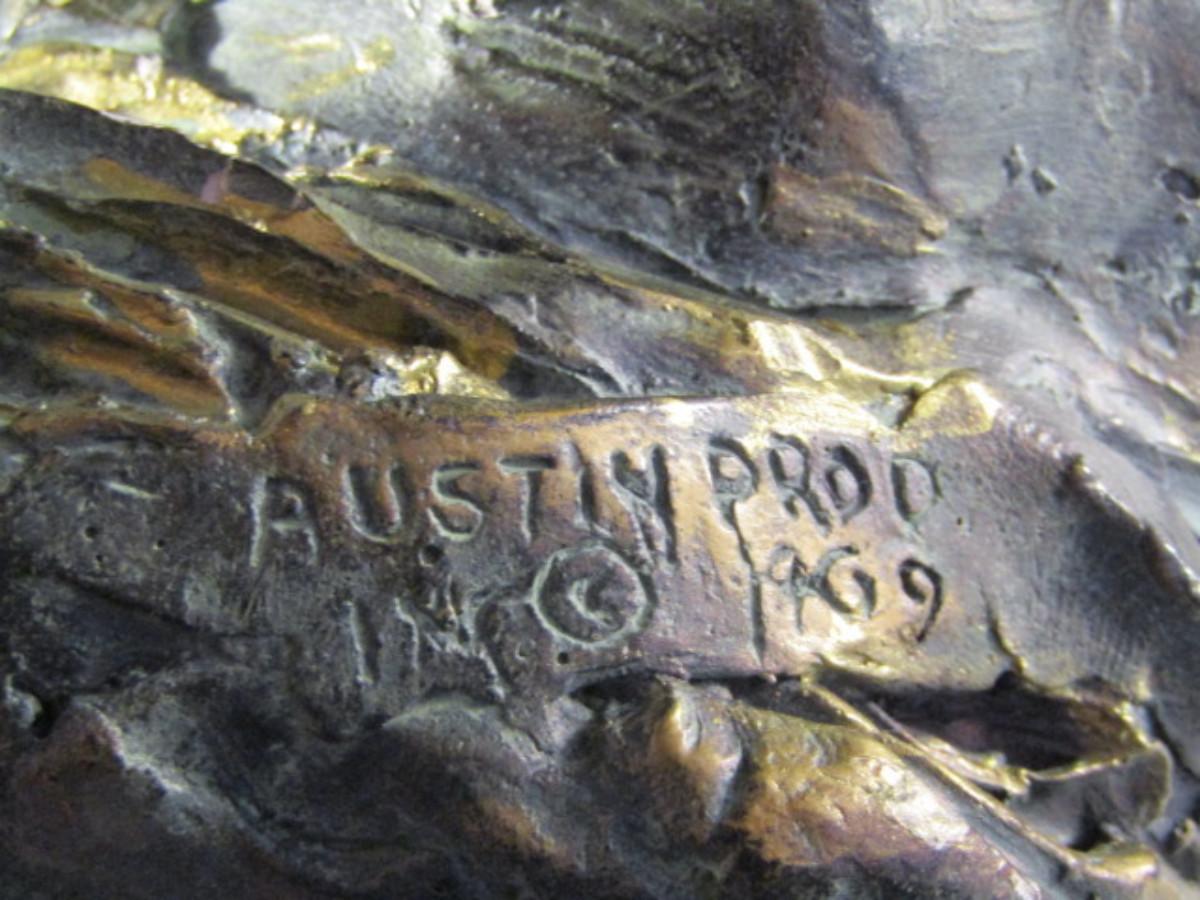 AUSTIN PROD
INC © 1969